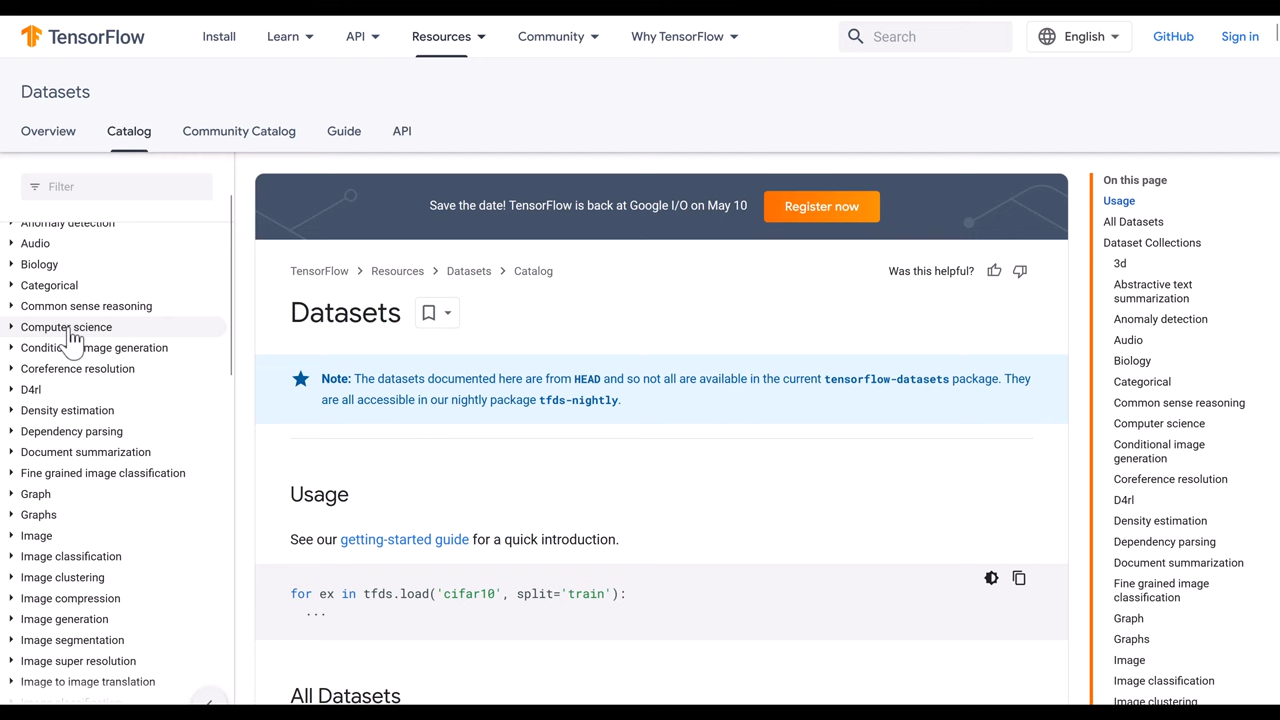 TensorFlow
Install
Learn
API
Resources
Community
Why TensorFlow
Search
English
GitHub
Sign in
Datasets
Overview
Catalog
Community Catalog
Guide
API
Filter
Anomaly detection
Audio
Biology
Categorical
Common sense reasoning
Computer science
Conditional image generation
Coreference resolution
D4rl
Density estimation
Dependency parsing
Document summarization
Fine grained image classification
Graph
Graphs
Image
Image classification
Image clustering
Image compression
Image generation
Image segmentation
Image super resolution
Image to image translation
Save the date! TensorFlow is back at Google I/O on May 10
Register now
TensorFlow
Resources
Datasets
Catalog
Was this helpful?
Datasets
Note: The datasets documented here are from HEAD and so not all are available in the current tensorflow-datasets package. They
are all accessible in our nightly package tfds-nightly.
Usage
See our getting-started guide for a quick introduction.
for ex in tfds.load('cifar10', split='train'):
...
All Datasets
On this page
Usage
All Datasets
Dataset Collections
3d
Abstractive text
summarization
Anomaly detection
Audio
Biology
Categorical
Common sense reasoning
Computer science
Conditional image
generation
Coreference resolution
D4rl
Density estimation
Dependency parsing
Document summarization
Fine grained image
classification
Graph
Graphs
Image
Image classification
Image clustering